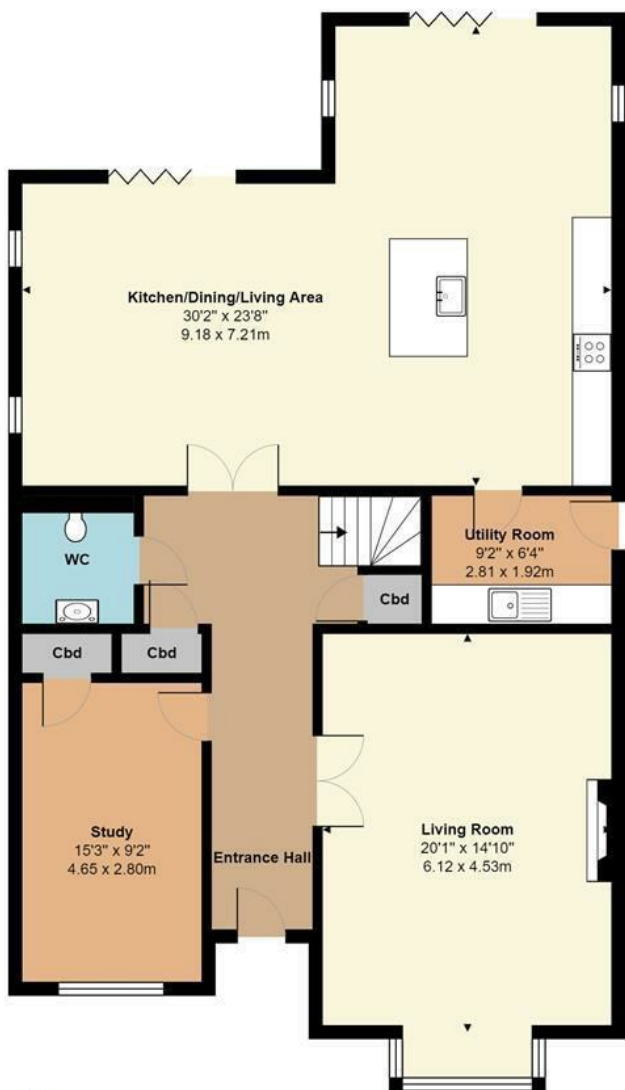 Kitchen/Dining/Living Area
30'2" x 23'8"
9.18 x 7.21m
WC
Utility Room
9'2" x 6'4"
2.81 x 1.92m
Cbd
Cbd
Cbd
Study
15'3" x 9'2"
4.65 x 2.80m
Entrance Hall
Living Room
20'1" x 14'10"
6.12 x 4.53m